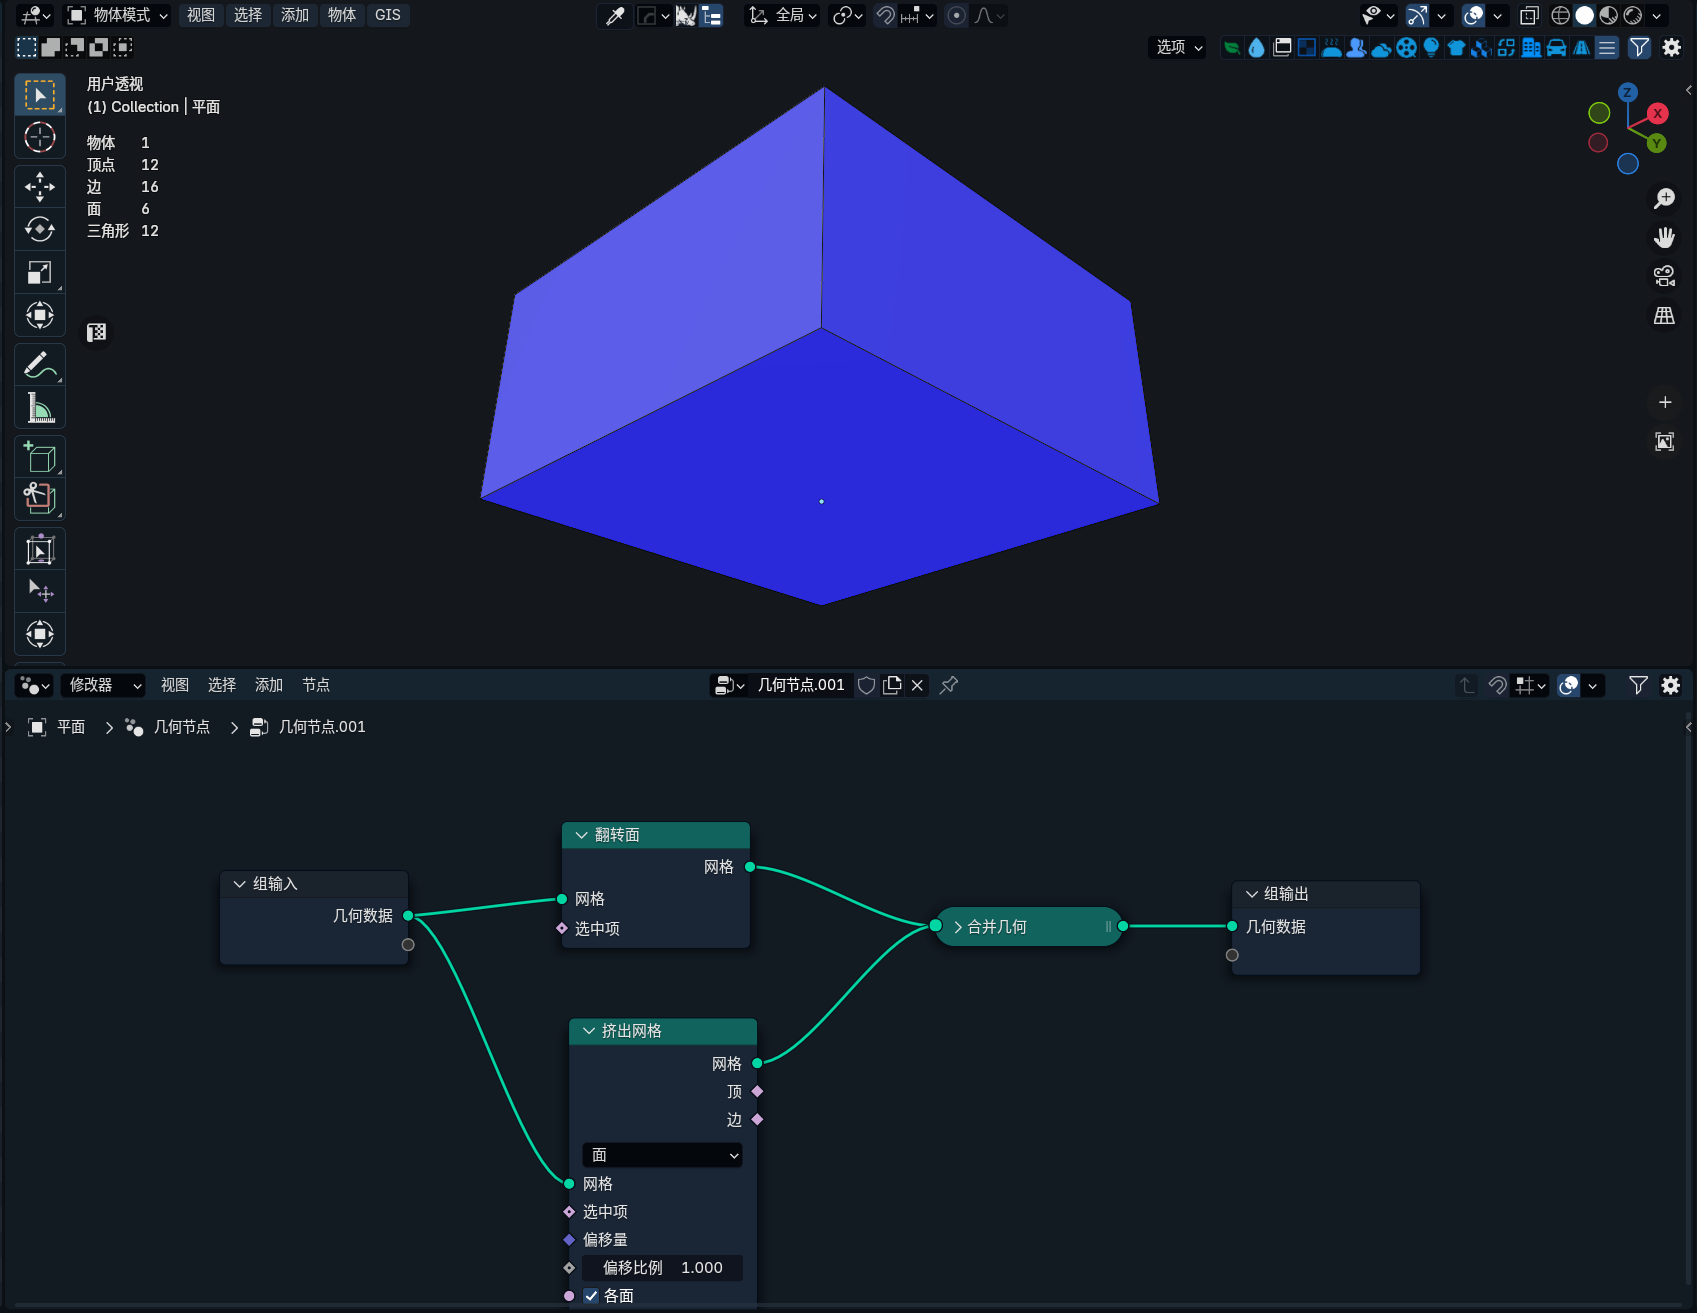 物体模式 视图 选择 添加 物体 GIS 全局
选项
用户透视
(1) Collection | 平面
物体 1
顶点 12
边 16
面 6
三角形 12
Z
X
Y
修改器 视图 选择 添加 节点 几何节点.001
平面 几何节点 几何节点.001
翻转面
网格
网格
选中项
组输入
几何数据
合并几何
组输出
几何数据
挤出网格
网格
顶
边
面
网格
选中项
偏移量
偏移比例 1.000
各面